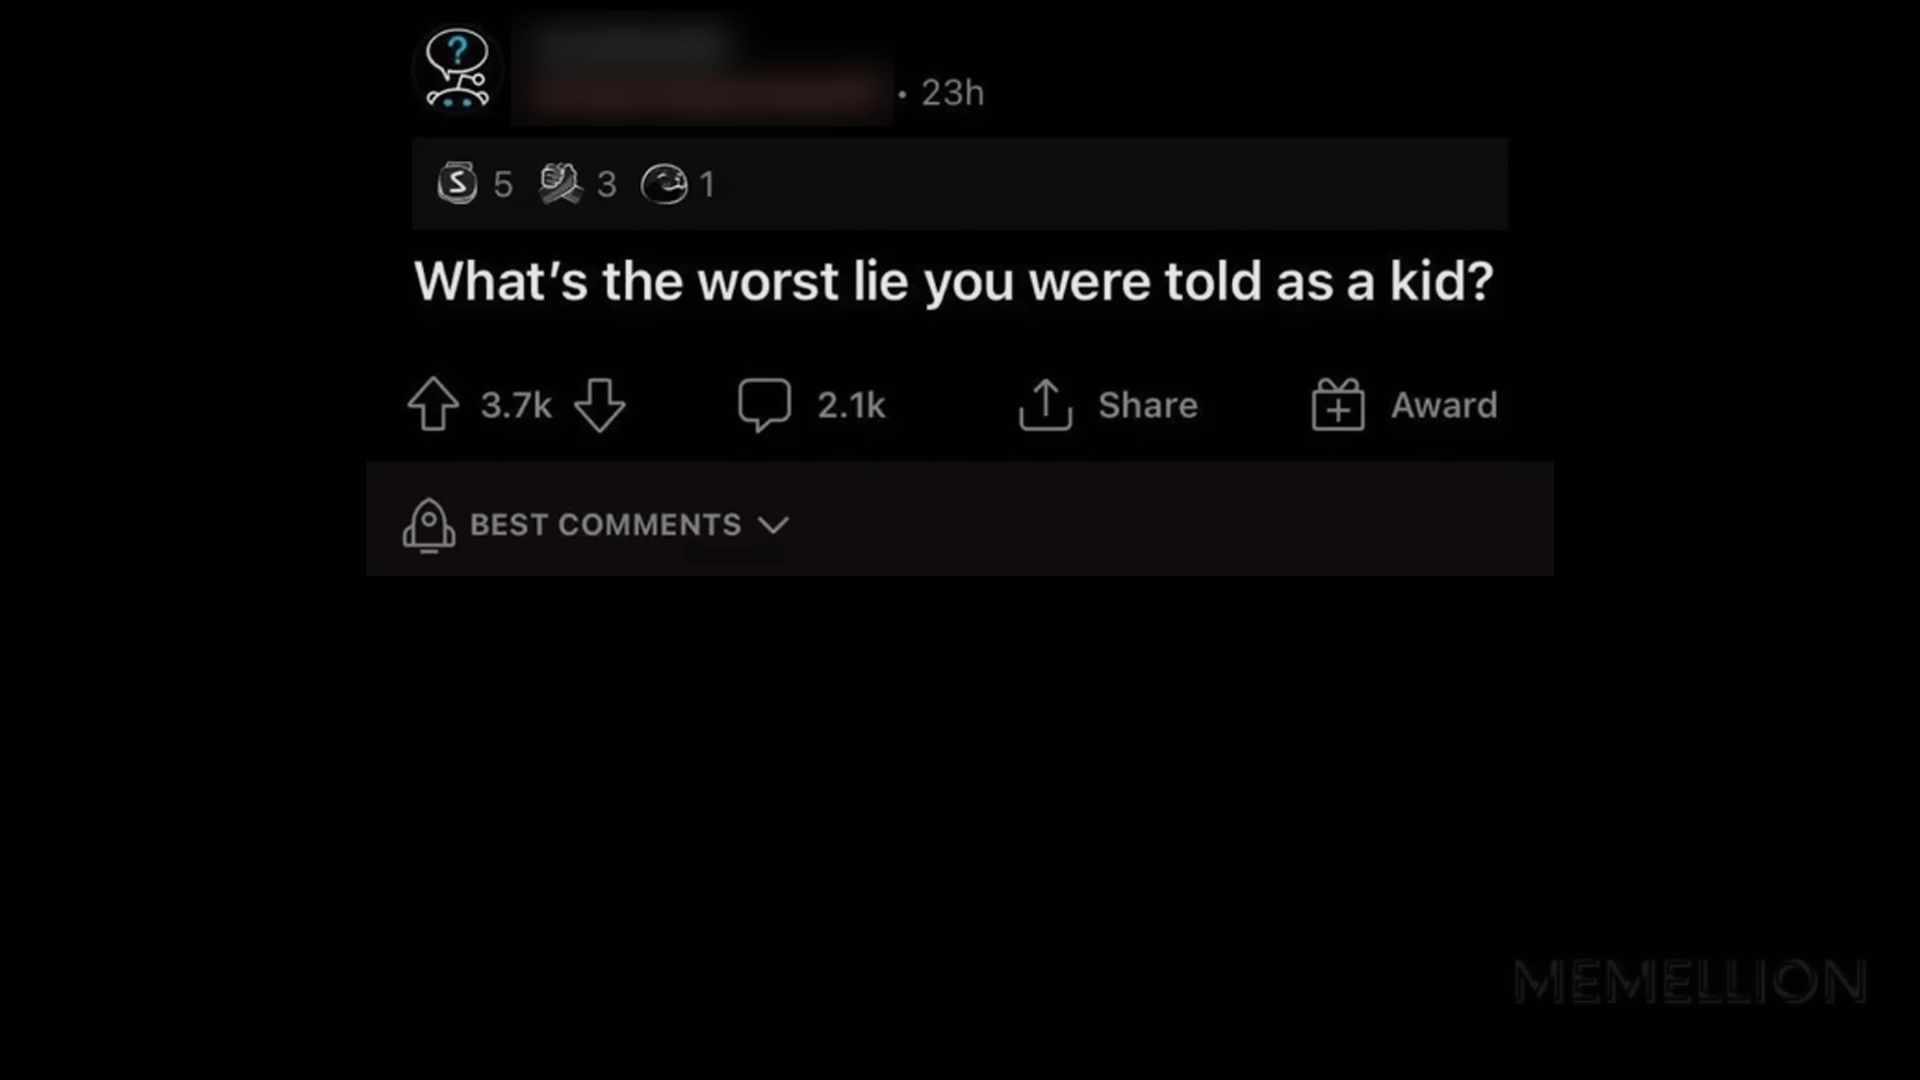 • 23h
5 3 1
What's the worst lie you were told as a kid?
3.7k 2.1k Share Award
BEST COMMENTS
MEMELLION